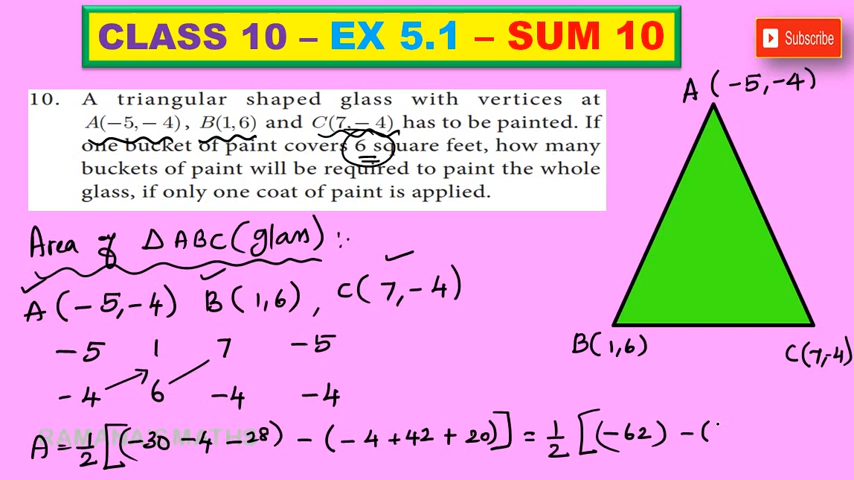 CLASS 10 – EX 5.1 – SUM 10
Subscribe
10. A triangular shaped glass with vertices at
A(−5,−4), B(1,6) and C(7,−4) has to be painted. If
one bucket of paint covers 6 square feet, how many
buckets of paint will be required to paint the whole
glass, if only one coat of paint is applied.
A(-5,-4)
B(1,6)
C(7,-4)
Area of △ABC(glass) :-
A(-5,-4) B(1,6), C(7,-4)
-5 1 7 -5
-4 6 -4 -4
A = 1/2 [(-30 -4 -28) - (-4 +42 +20)] = 1/2 [(-62) - (